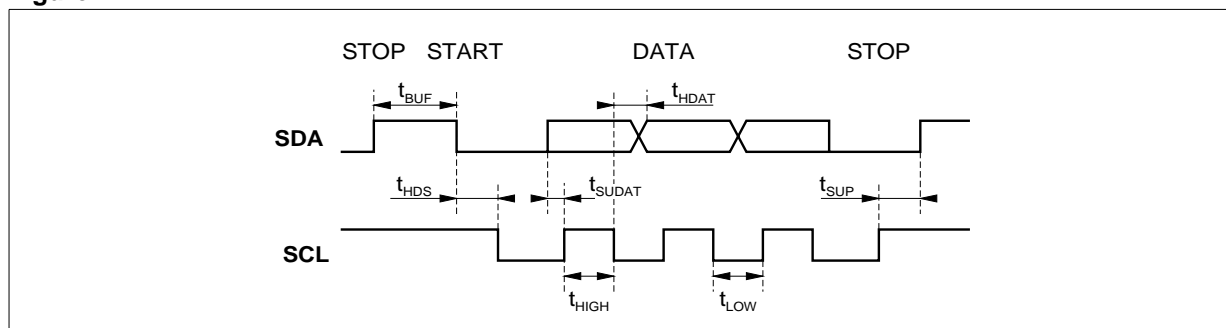 STOP START DATA STOP
tBUF tHDAT
SDA
tHDS tSUDAT tSUP
SCL
tHIGH tLOW